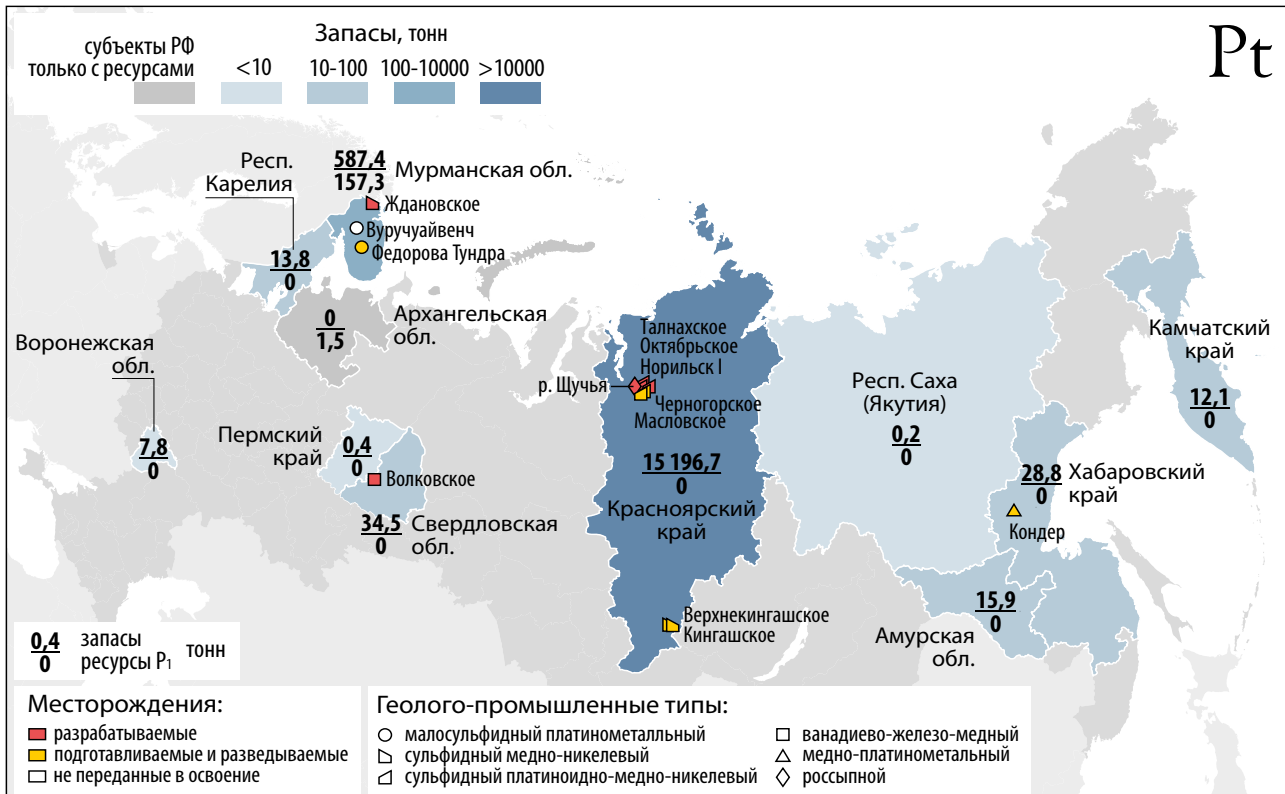 субъекты РФ
только с ресурсами
Запасы, тонн
<10
10-100
100-10000
>10000
Pt
Респ.
Карелия
13,8
0
587,4
157,3
Мурманская обл.
Ждановское
Вуручуайвенч
Федорова Тундра
0
1,5
Архангельская
обл.
Воронежская
обл.
7,8
0
Пермский
край
0,4
0
Волковское
34,5
0
Свердловская
обл.
Талнахское
Октябрьское
Норильск I
р. Щучья
Черногорское
Масловское
15 196,7
0
Красноярский
край
Верхнекингашское
Кингашское
Респ. Саха
(Якутия)
0,2
0
Камчатский
край
12,1
0
28,8
0
Хабаровский
край
Кондер
15,9
0
Амурская
обл.
0,4
0
запасы
ресурсы P1
тонн
Месторождения:
разрабатываемые
подготавливаемые и разведываемые
не переданные в освоение
Геолого-промышленные типы:
малосульфидный платинометалльный
сульфидный медно-никелевый
сульфидный платиноидно-медно-никелевый
ванадиево-железо-медный
медно-платинометальный
россыпной